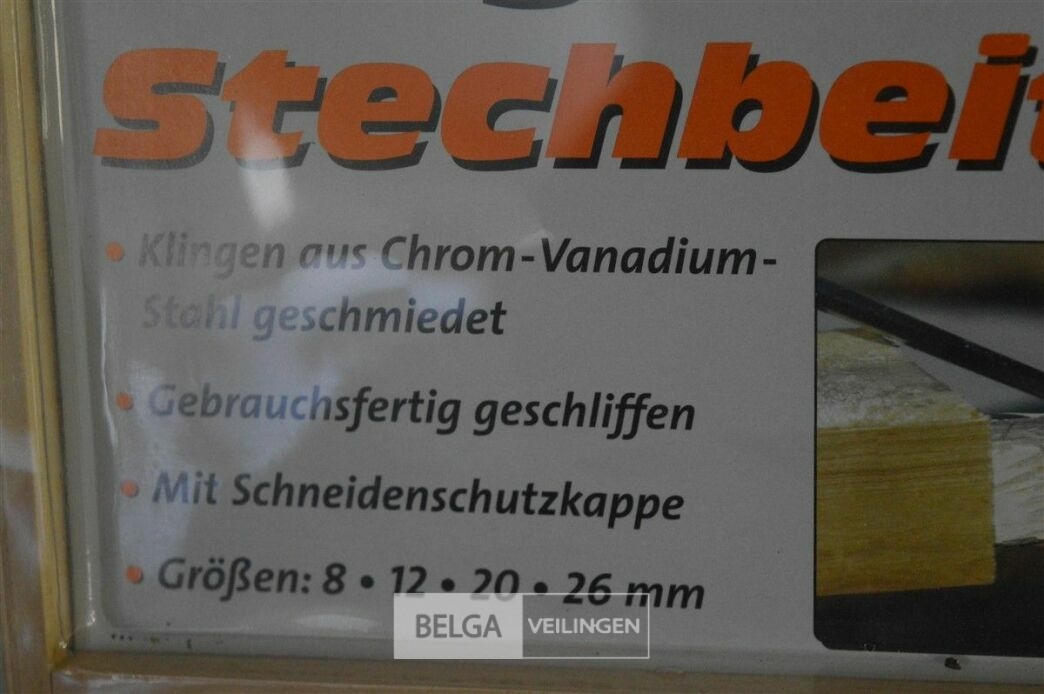 Stechbeit
• Klingen aus Chrom-Vanadium-
Stahl geschmiedet
• Gebrauchsfertig geschliffen
• Mit Schneidenschutzkappe
• Größen: 8 • 12 • 20 • 26 mm
BELGA VEILINGEN